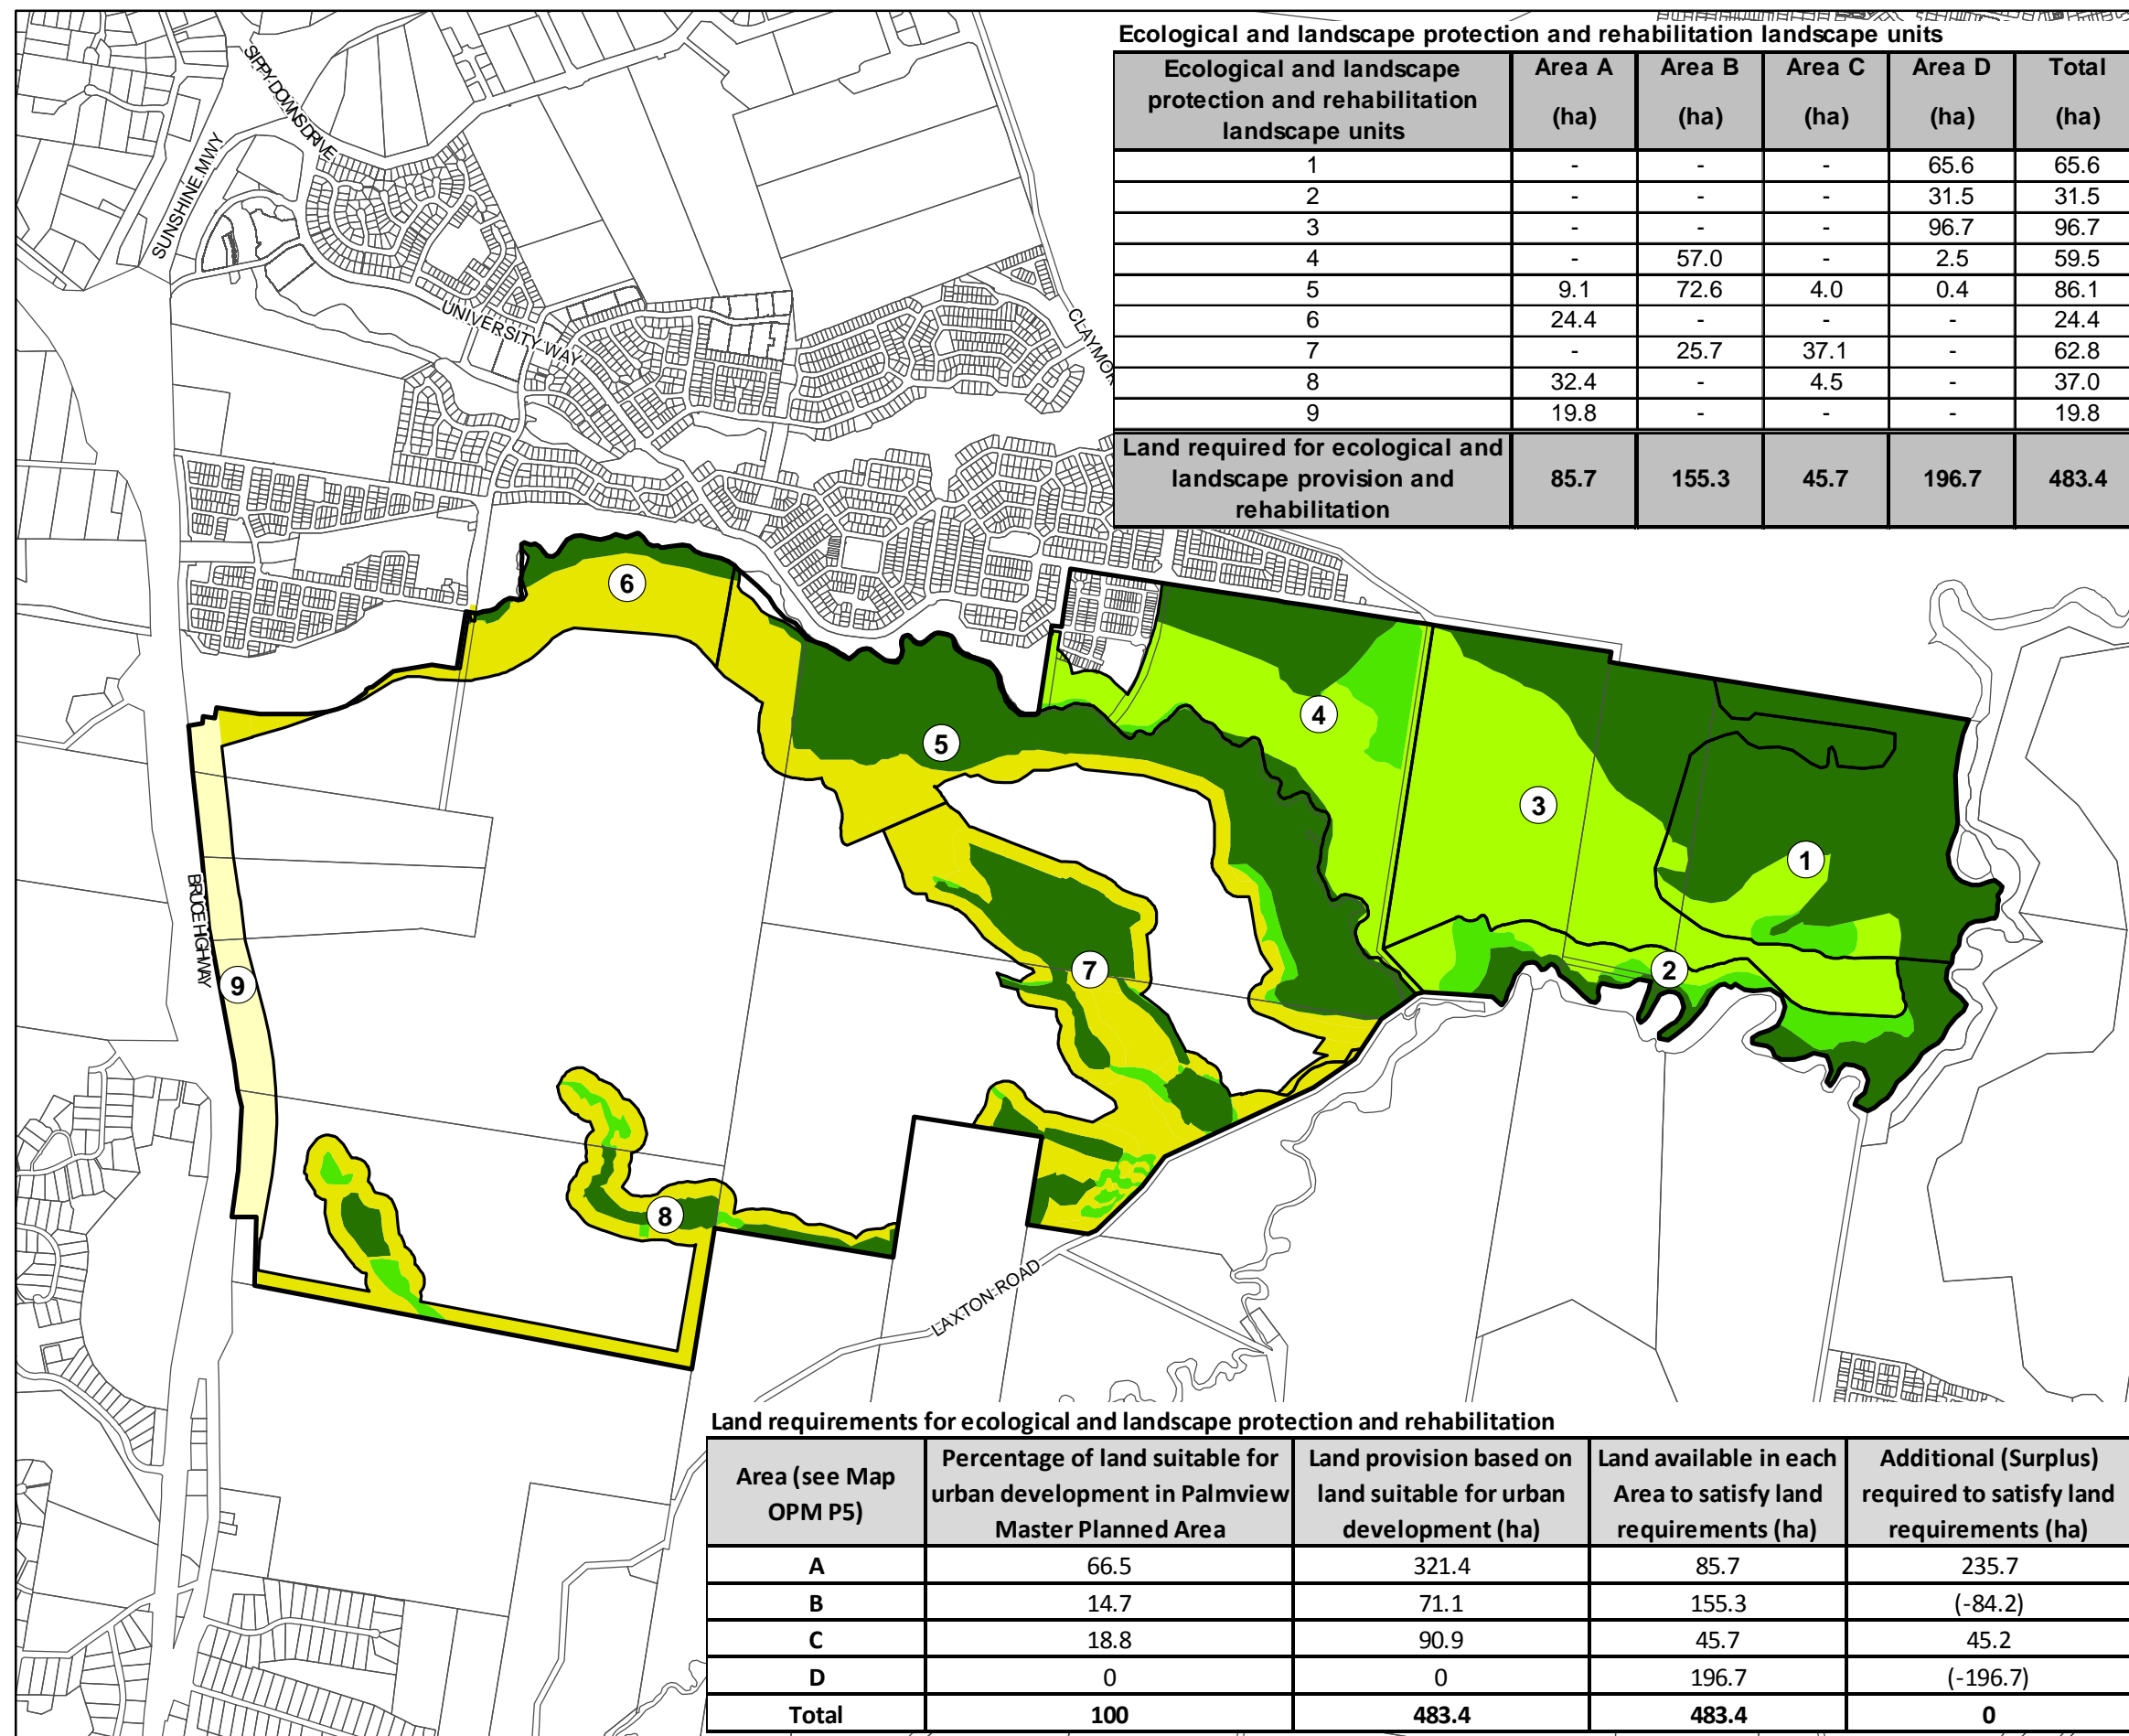 Ecological and landscape protection and rehabilitation landscape units
Ecological and landscape protection and rehabilitation landscape units Area A (ha) Area B (ha) Area C (ha) Area D (ha) Total (ha)
1 - - - 65.6 65.6
2 - - - 31.5 31.5
3 - - - 96.7 96.7
4 - 57.0 - 2.5 59.5
5 9.1 72.6 4.0 0.4 86.1
6 24.4 - - - 24.4
7 - 25.7 37.1 - 62.8
8 32.4 - 4.5 - 37.0
9 19.8 - - - 19.8
Land required for ecological and landscape provision and rehabilitation 85.7 155.3 45.7 196.7 483.4
SIPPY DOWNS DRIVE
SUNSHINE MWY
UNIVERSITY WAY
CLAYMOR
6
4
5
3
1
7
2
9
BRUCE HIGHWAY
8
LAXTON ROAD
Land requirements for ecological and landscape protection and rehabilitation
Area (see Map OPM P5) Percentage of land suitable for urban development in Palmview Master Planned Area Land provision based on land suitable for urban development (ha) Land available in each Area to satisfy land requirements (ha) Additional (Surplus) required to satisfy land requirements (ha)
A 66.5 321.4 85.7 235.7
B 14.7 71.1 155.3 (-84.2)
C 18.8 90.9 45.7 45.2
D 0 0 196.7 (-196.7)
Total 100 483.4 483.4 0